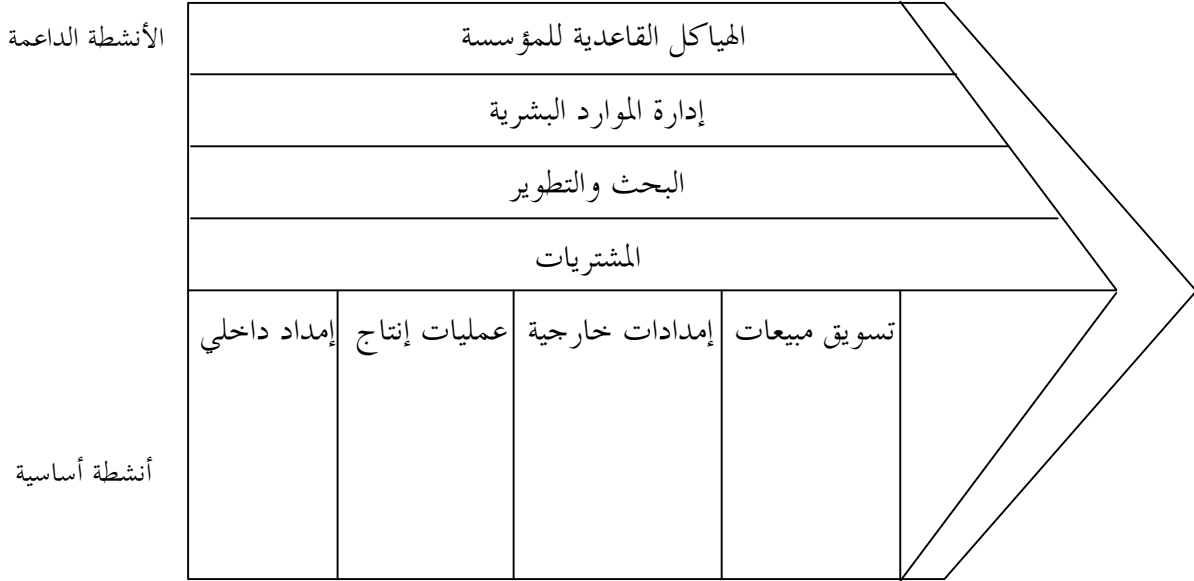 الأنشطة الداعمة
الهياكل القاعدية للمؤسسة
إدارة الموارد البشرية
البحث والتطوير
المشتريات
إمداد داخلي
عمليات إنتاج
إمدادات خارجية
تسويق مبيعات
أنشطة أساسية